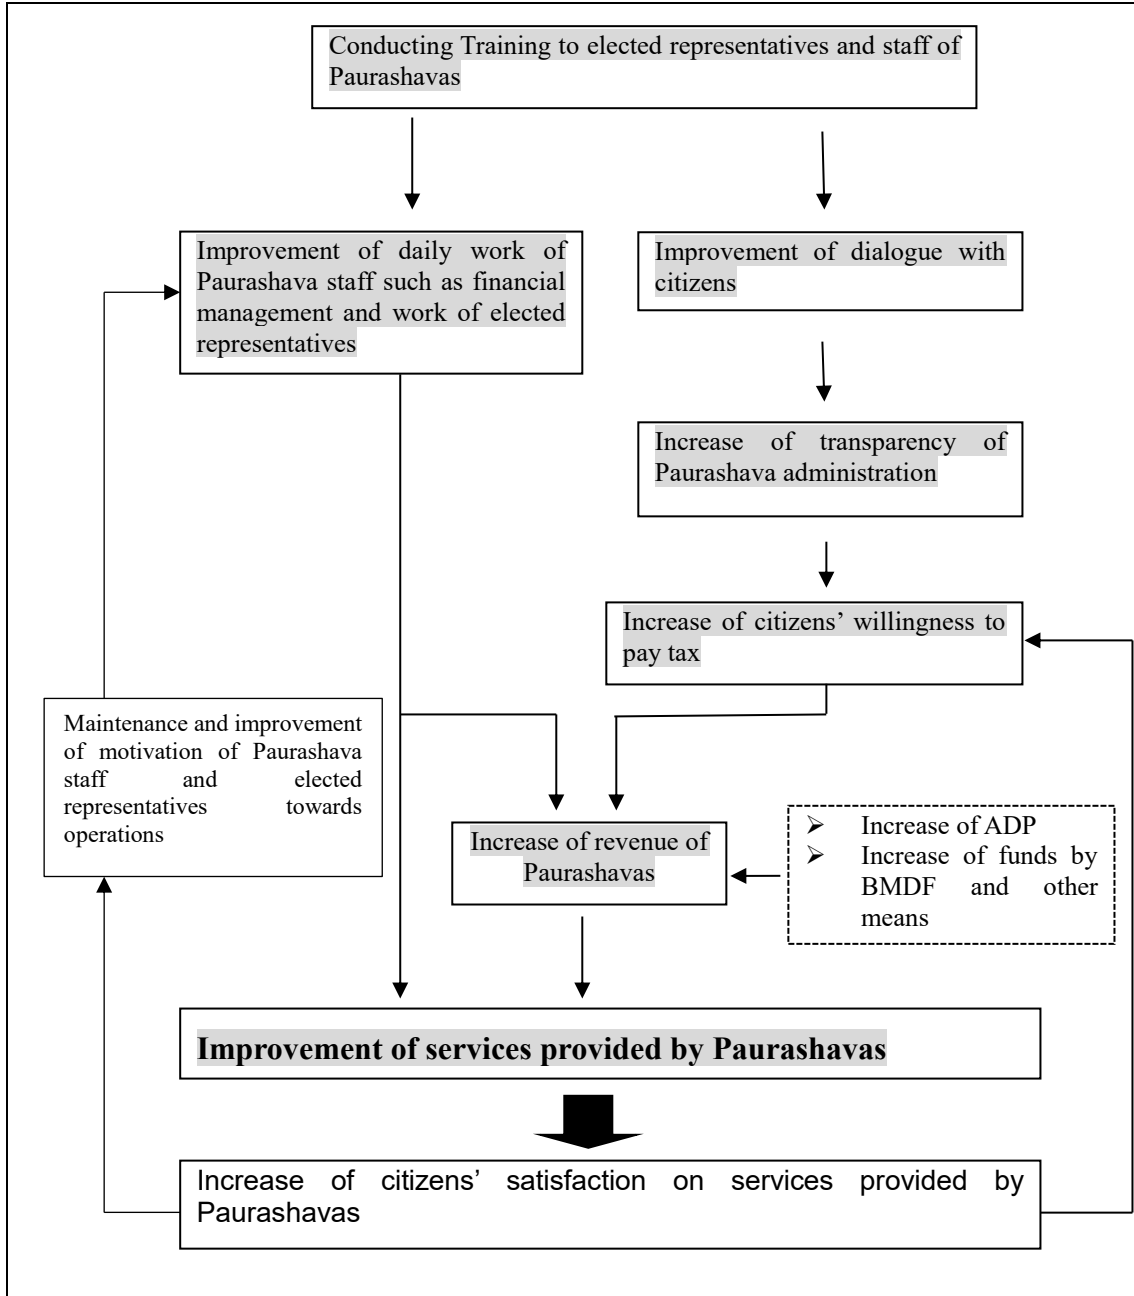 Conducting Training to elected representatives and staff of
Paurashavas
Improvement of daily work of
Paurashava staff such as financial
management and work of elected
representatives
Improvement of dialogue with
citizens
Increase of transparency of
Paurashava administration
Increase of citizens’ willingness to
pay tax
Maintenance and improvement
of motivation of Paurashava
staff and elected
representatives towards
operations
Increase of revenue of
Paurashavas
➢ Increase of ADP
➢ Increase of funds by
BMDF and other
means
Improvement of services provided by Paurashavas
Increase of citizens’ satisfaction on services provided by
Paurashavas